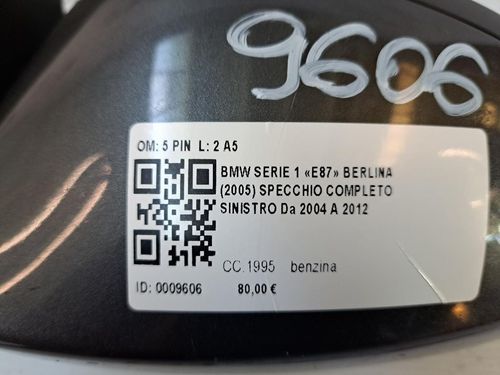 9606
OM: 5 PIN L: 2 A5
BMW SERIE 1 «E87» BERLINA
(2005) SPECCHIO COMPLETO
SINISTRO Da 2004 A 2012
CC.1995 benzina
ID: 0009606 80,00 €